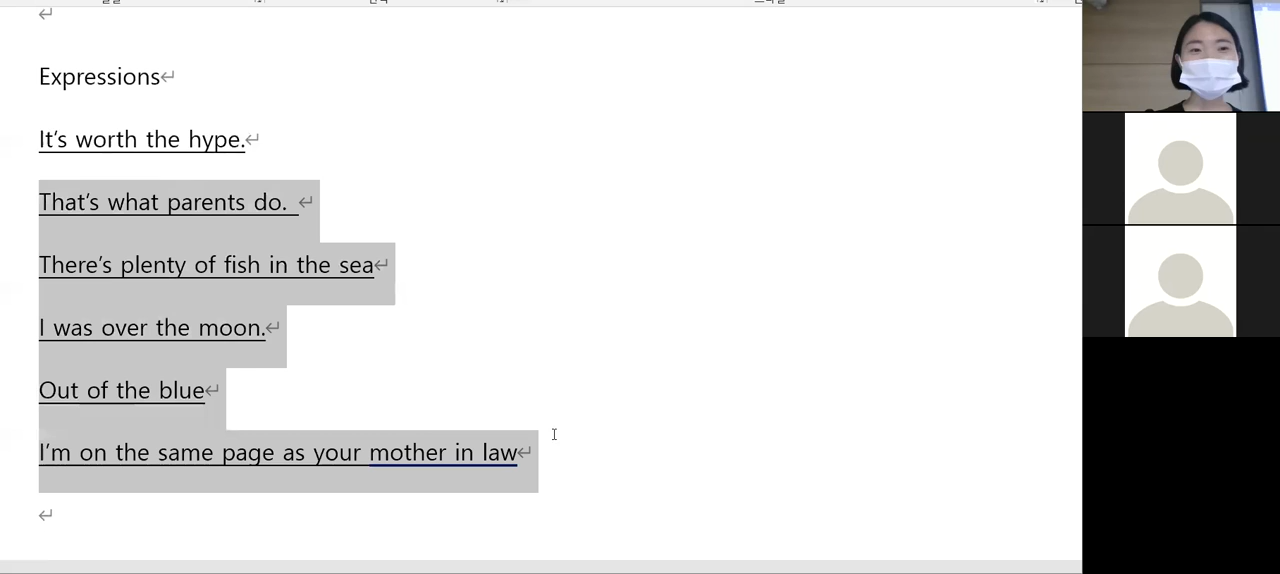 Expressions
It's worth the hype.
That's what parents do.
There's plenty of fish in the sea
I was over the moon.
Out of the blue
I'm on the same page as your mother in law